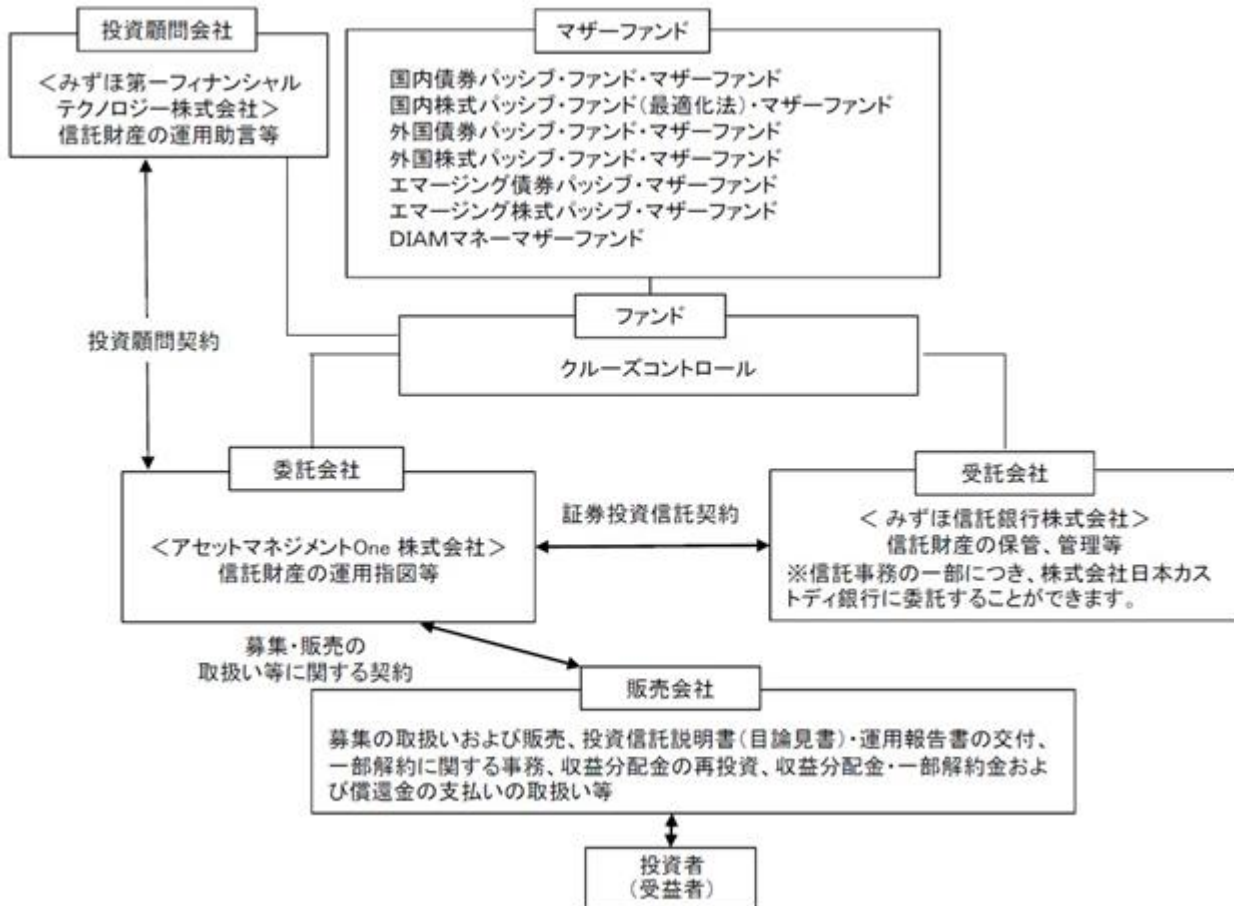 投資顧問会社
＜みずほ第一フィナンシャル
テクノロジー株式会社＞
信託財産の運用助言等
マザーファンド
国内債券パッシブ・ファンド・マザーファンド
国内株式パッシブ・ファンド（最適化法）・マザーファンド
外国債券パッシブ・ファンド・マザーファンド
外国株式パッシブ・ファンド・マザーファンド
エマージング債券パッシブ・マザーファンド
エマージング株式パッシブ・マザーファンド
DIAMマネーマザーファンド
ファンド
クルーズコントロール
投資顧問契約
委託会社
＜アセットマネジメントOne 株式会社＞
信託財産の運用指図等
証券投資信託契約
受託会社
＜ みずほ信託銀行株式会社＞
信託財産の保管、管理等
※信託事務の一部につき、株式会社日本カス
トディ銀行に委託することができます。
募集・販売の
取扱い等に関する契約
販売会社
募集の取扱いおよび販売、投資信託説明書（目論見書）・運用報告書の交付、
一部解約に関する事務、収益分配金の再投資、収益分配金・一部解約金およ
び償還金の支払いの取扱い等
投資者
（受益者）